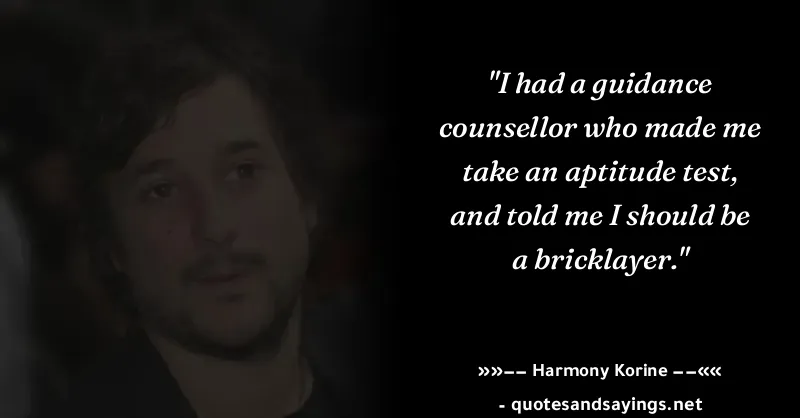 "I had a guidance
counsellor who made me
take an aptitude test,
and told me I should be
a bricklayer."
»»−− Harmony Korine −−««
- quotesandsayings.net